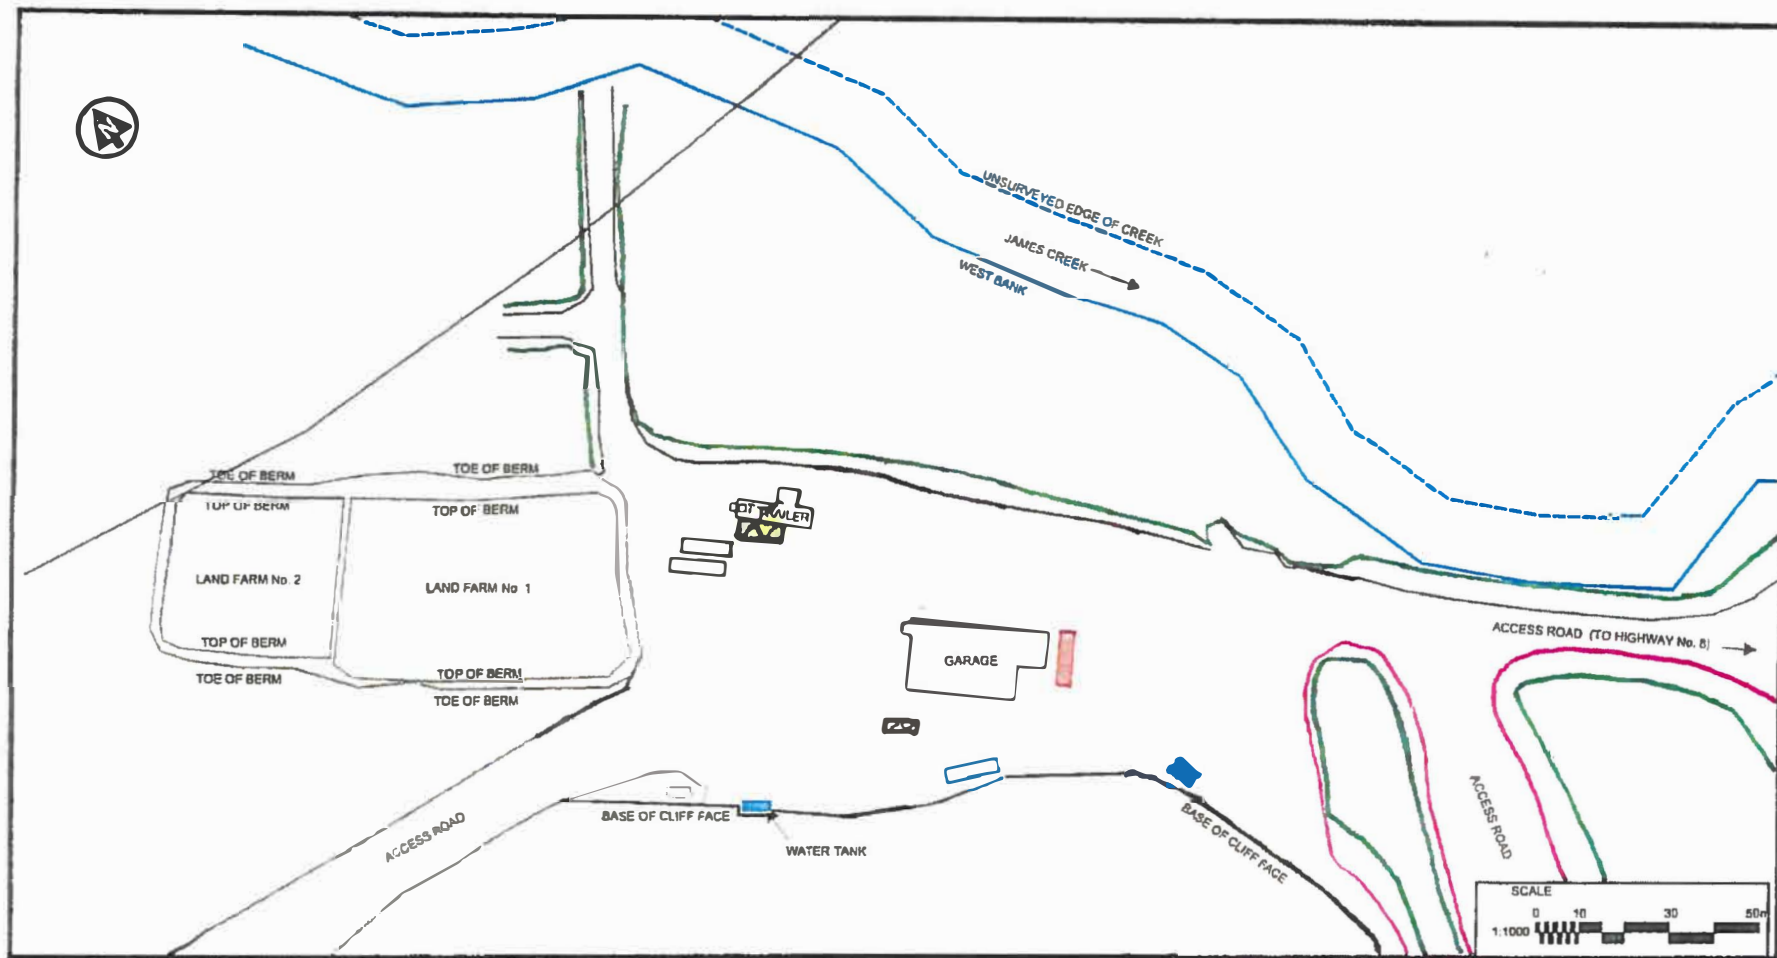 N
UNSURVEYED EDGE OF CREEK
JAMES CREEK
WEST BANK
TOE OF BERM
TOE OF BERM
TOP OF BERM
TOP OF BERM
TRAILER
LAND FARM No. 2
LAND FARM No 1
TOP OF BERM
TOE OF BERM
TOP OF BERM
TOE OF BERM
GARAGE
ACCESS ROAD (TO HIGHWAY No. 8)
ACCESS ROAD
BASE OF CLIFF FACE
WATER TANK
BASE OF CLIFF FACE
ACCESS ROAD
SCALE
0 10 30 50m
1:1000